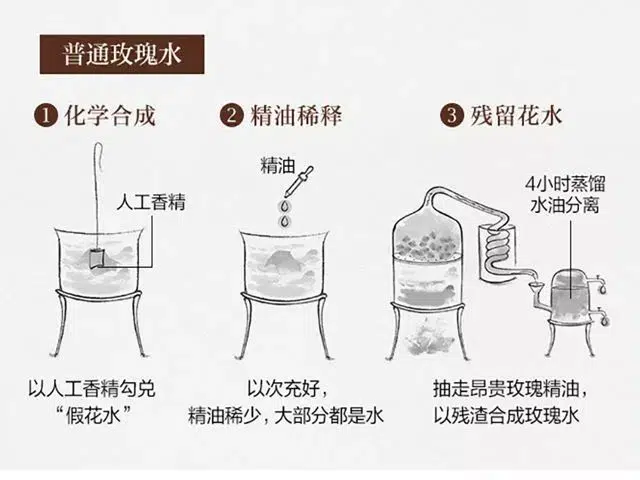 普通玫瑰水
1 化学合成
2 精油稀释
3 残留花水
人工香精
精油
4小时蒸馏
水油分离
以人工香精勾兑
“假花水”
以次充好，
精油稀少，大部分都是水
抽走昂贵玫瑰精油，
以残渣合成玫瑰水